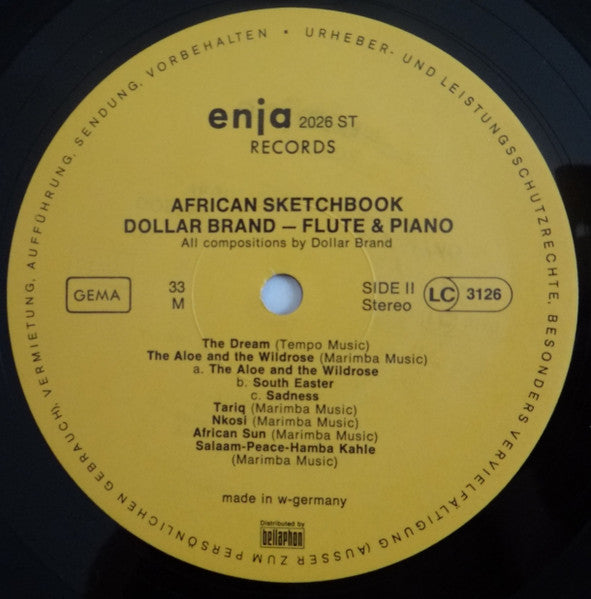 URHEBER- UND LEISTUNGSSCHUTZRECHTE, BESONDERS VERVIELFÄLTIGUNG (AUSSER ZUM PERSÖNLICHEN GEBRAUCH), VERMIETUNG, AUFFÜHRUNG, SENDUNG, VORBEHALTEN *
enja 2026 ST
RECORDS
AFRICAN SKETCHBOOK
DOLLAR BRAND – FLUTE & PIANO
All compositions by Dollar Brand
GEMA
33
M
SIDE II
Stereo
LC 3126
The Dream (Tempo Music)
The Aloe and the Wildrose (Marimba Music)
a. The Aloe and the Wildrose
b. South Easter
c. Sadness
Tariq (Marimba Music)
Nkosi (Marimba Music)
African Sun (Marimba Music)
Salaam-Peace-Hamba Kahle
(Marimba Music)
made in w-germany
Distributed by
bellaphon